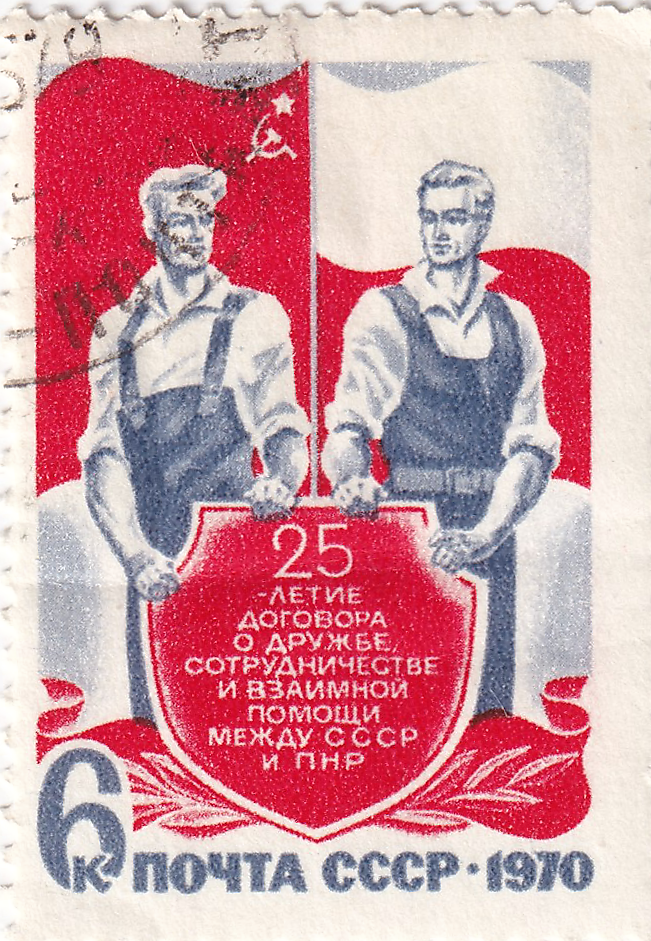 25
-ЛЕТИЕ
ДОГОВОРА
О ДРУЖБЕ,
СОТРУДНИЧЕСТВЕ
И ВЗАИМНОЙ
ПОМОЩИ
МЕЖДУ СССР
И ПНР
6К ПОЧТА СССР·1970